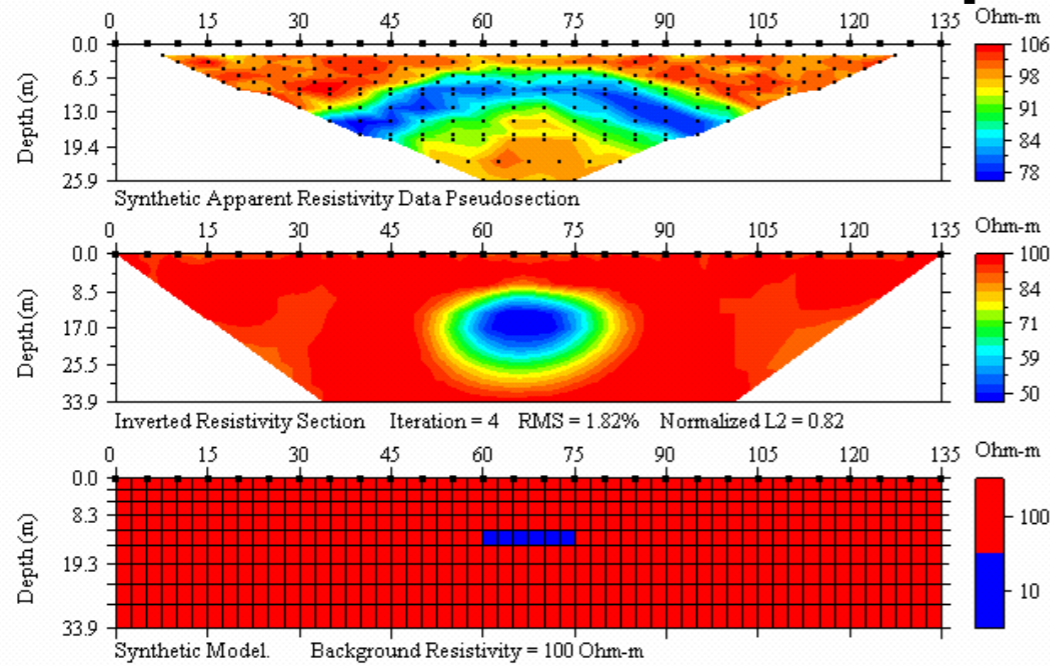 0 15 30 45 60 75 90 105 120 135 Ohm-m
0.0
6.5
13.0
19.4
25.9
Depth (m)
106
98
91
84
78
Synthetic Apparent Resistivity Data Pseudosection
0 15 30 45 60 75 90 105 120 135 Ohm-m
0.0
8.5
17.0
25.5
33.9
Depth (m)
100
84
71
59
50
Inverted Resistivity Section Iteration = 4 RMS = 1.82% Normalized L2 = 0.82
0 15 30 45 60 75 90 105 120 135 Ohm-m
0.0
8.3
19.3
33.9
Depth (m)
100
10
Synthetic Model. Background Resistivity = 100 Ohm-m